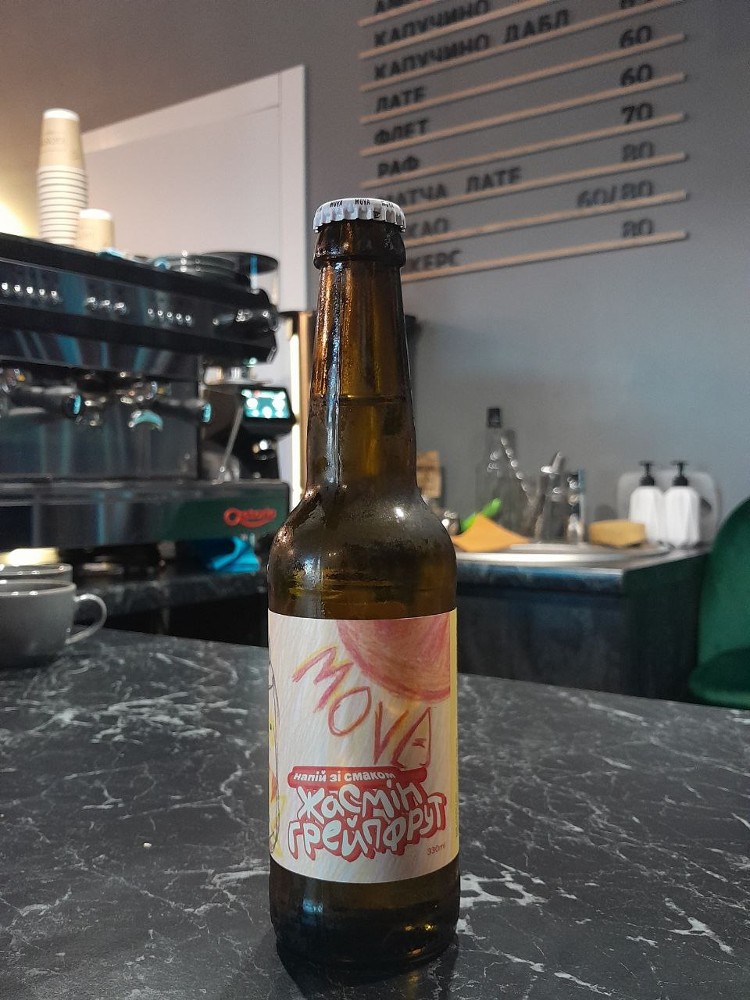 КАПУЧИНО
КАПУЧИНО ДАБЛ
60
ЛАТЕ
60
ФЛЕТ
70
РАФ
80
МАТЧА ЛАТЕ
60/80
80
MOVA
MOVA
напій зі смаком
жасмін
грейпфрут
330ml